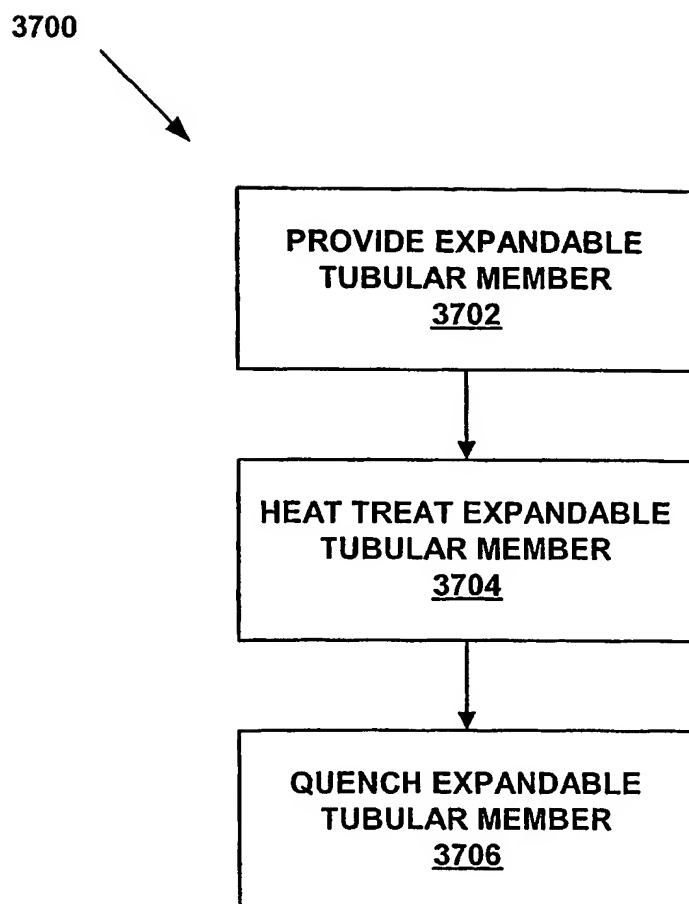 3700
PROVIDE EXPANDABLE
TUBULAR MEMBER
3702
HEAT TREAT EXPANDABLE
TUBULAR MEMBER
3704
QUENCH EXPANDABLE
TUBULAR MEMBER
3706